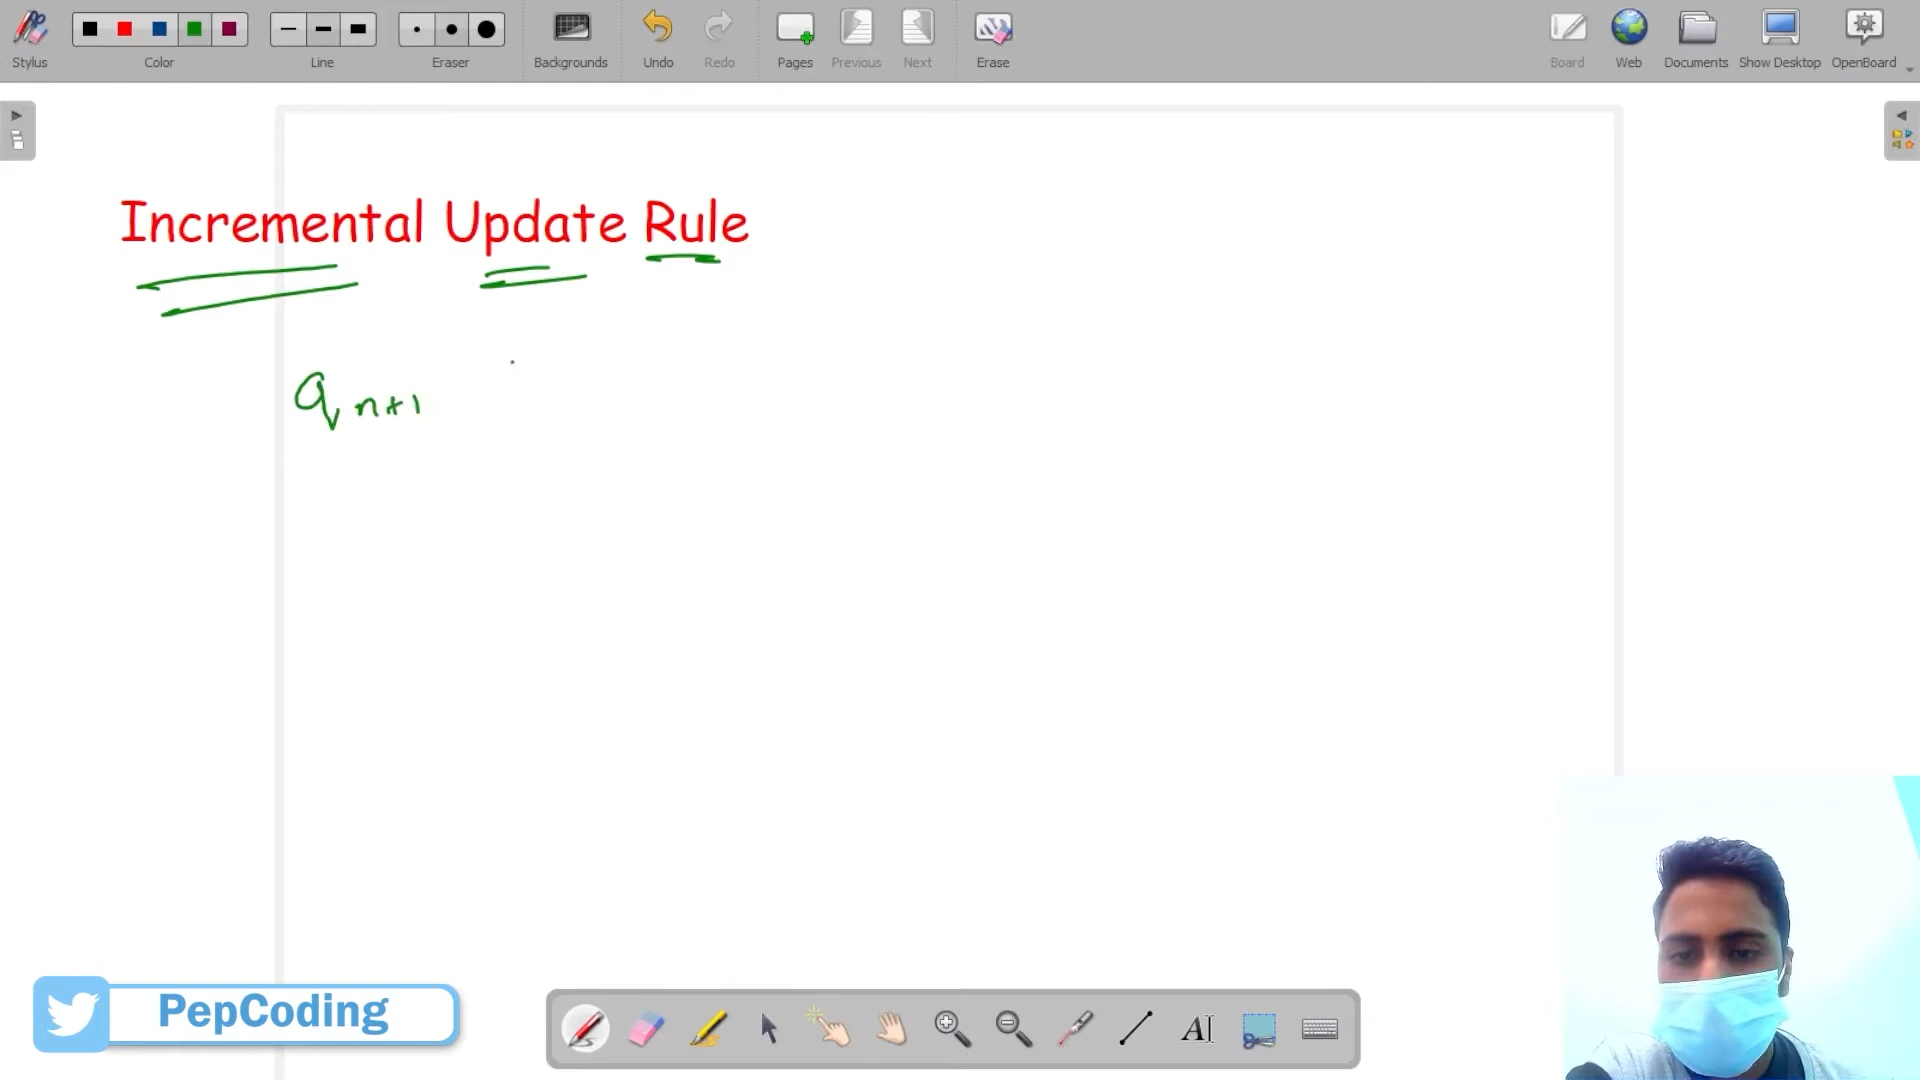 Stylus Color Line Eraser Backgrounds Undo Redo Pages Previous Next Erase Board Web Documents Show Desktop OpenBoard
Incremental Update Rule
q n+1
PepCoding